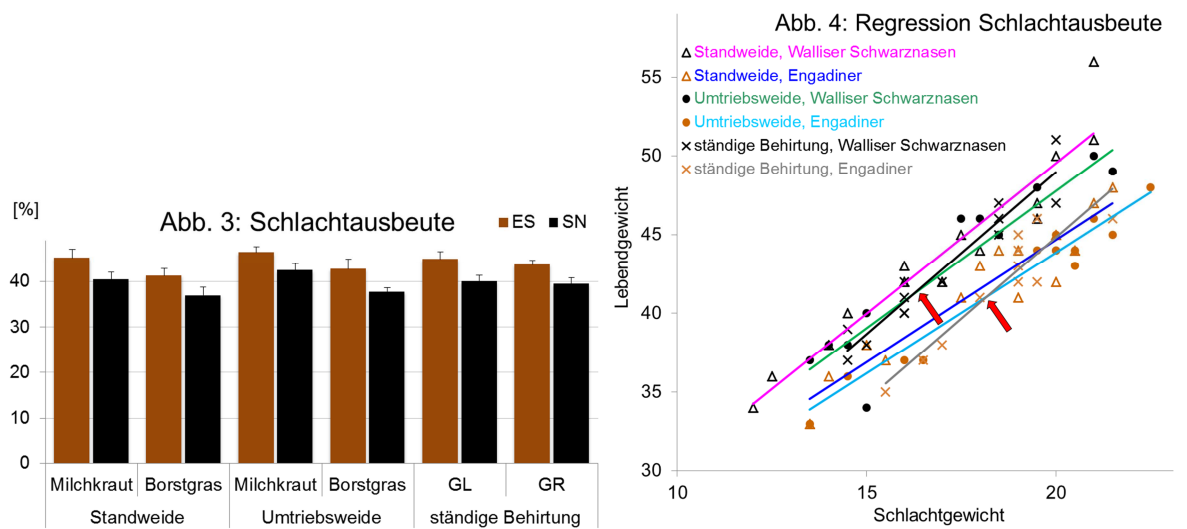 [%]
Abb. 3: Schlachtausbeute
ES SN
40
30
20
10
0
Milchkraut Borstgras Milchkraut Borstgras GL GR
Standweide Umtriebsweide ständige Behirtung
Abb. 4: Regression Schlachtausbeute
Standweide, Walliser Schwarznasen
Standweide, Engadiner
Umtriebsweide, Walliser Schwarznasen
Umtriebsweide, Engadiner
ständige Behirtung, Walliser Schwarznasen
ständige Behirtung, Engadiner
Lebendgewicht
55
50
45
40
35
30
10 15 20
Schlachtgewicht